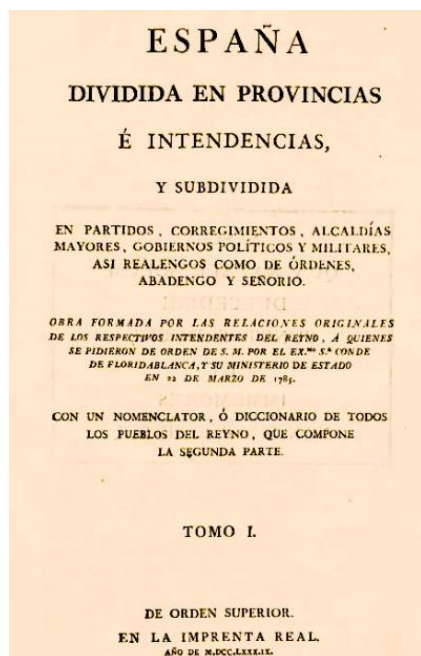 ESPAÑA
DIVIDIDA EN PROVINCIAS
É INTENDENCIAS,
Y SUBDIVIDIDA
EN PARTIDOS, CORREGIMIENTOS, ALCALDÍAS
MAYORES, GOBIERNOS POLÍTICOS Y MILITARES,
ASI REALENGOS COMO DE ÓRDENES,
ABADENGO Y SEÑORIO.
OBRA FORMADA POR LAS RELACIONES ORIGINALES
DE LOS RESPECTIVOS INTENDENTES DEL REYNO, Á QUIENES
SE PIDIERON DE ORDEN DE S. M. POR EL EX.MO S.R CONDE
DE FLORIDABLANCA, Y SU MINISTERIO DE ESTADO
EN 22 DE MARZO DE 1785.
CON UN NOMENCLATOR, Ó DICCIONARIO DE TODOS
LOS PUEBLOS DEL REYNO, QUE COMPONE
LA SEGUNDA PARTE.
TOMO I.
DE ORDEN SUPERIOR.
EN LA IMPRENTA REAL.
AÑO DE M.DCC.LXXX.IX.